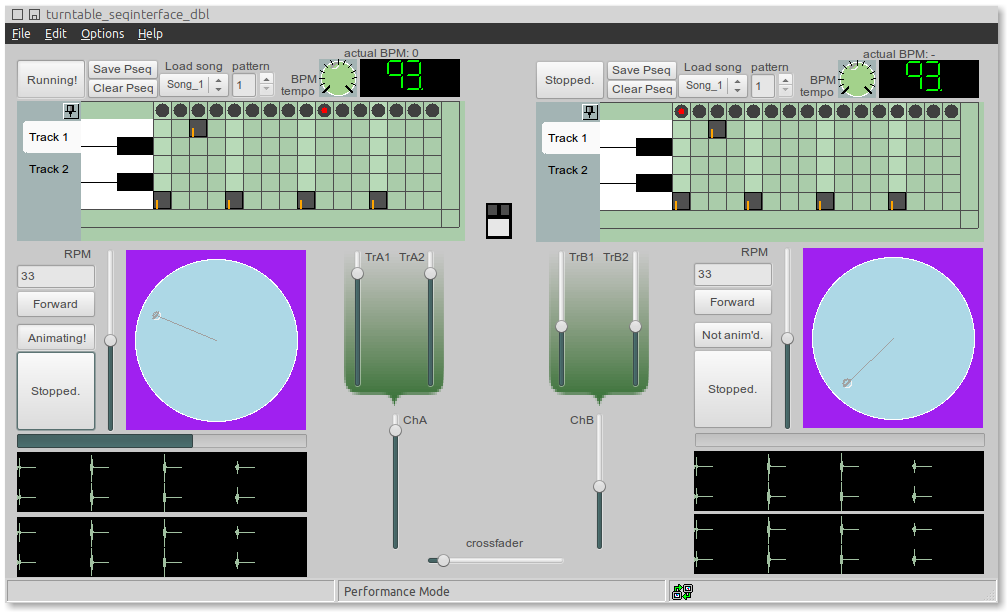 turntable_seqinterface_dbl
File Edit Options Help
actual BPM: 0
Running!
Save Pseq
Clear Pseq
Load song
Song_1
pattern
1
BPM
tempo
93.
Track 1
Track 2
actual BPM: -
Stopped.
Save Pseq
Clear Pseq
Load song
Song_1
pattern
1
BPM
tempo
93.
Track 1
Track 2
RPM
33
Forward
Animating!
Stopped.
TrA1 TrA2
ChA
TrB1 TrB2
ChB
crossfader
RPM
33
Forward
Not anim'd.
Stopped.
Performance Mode